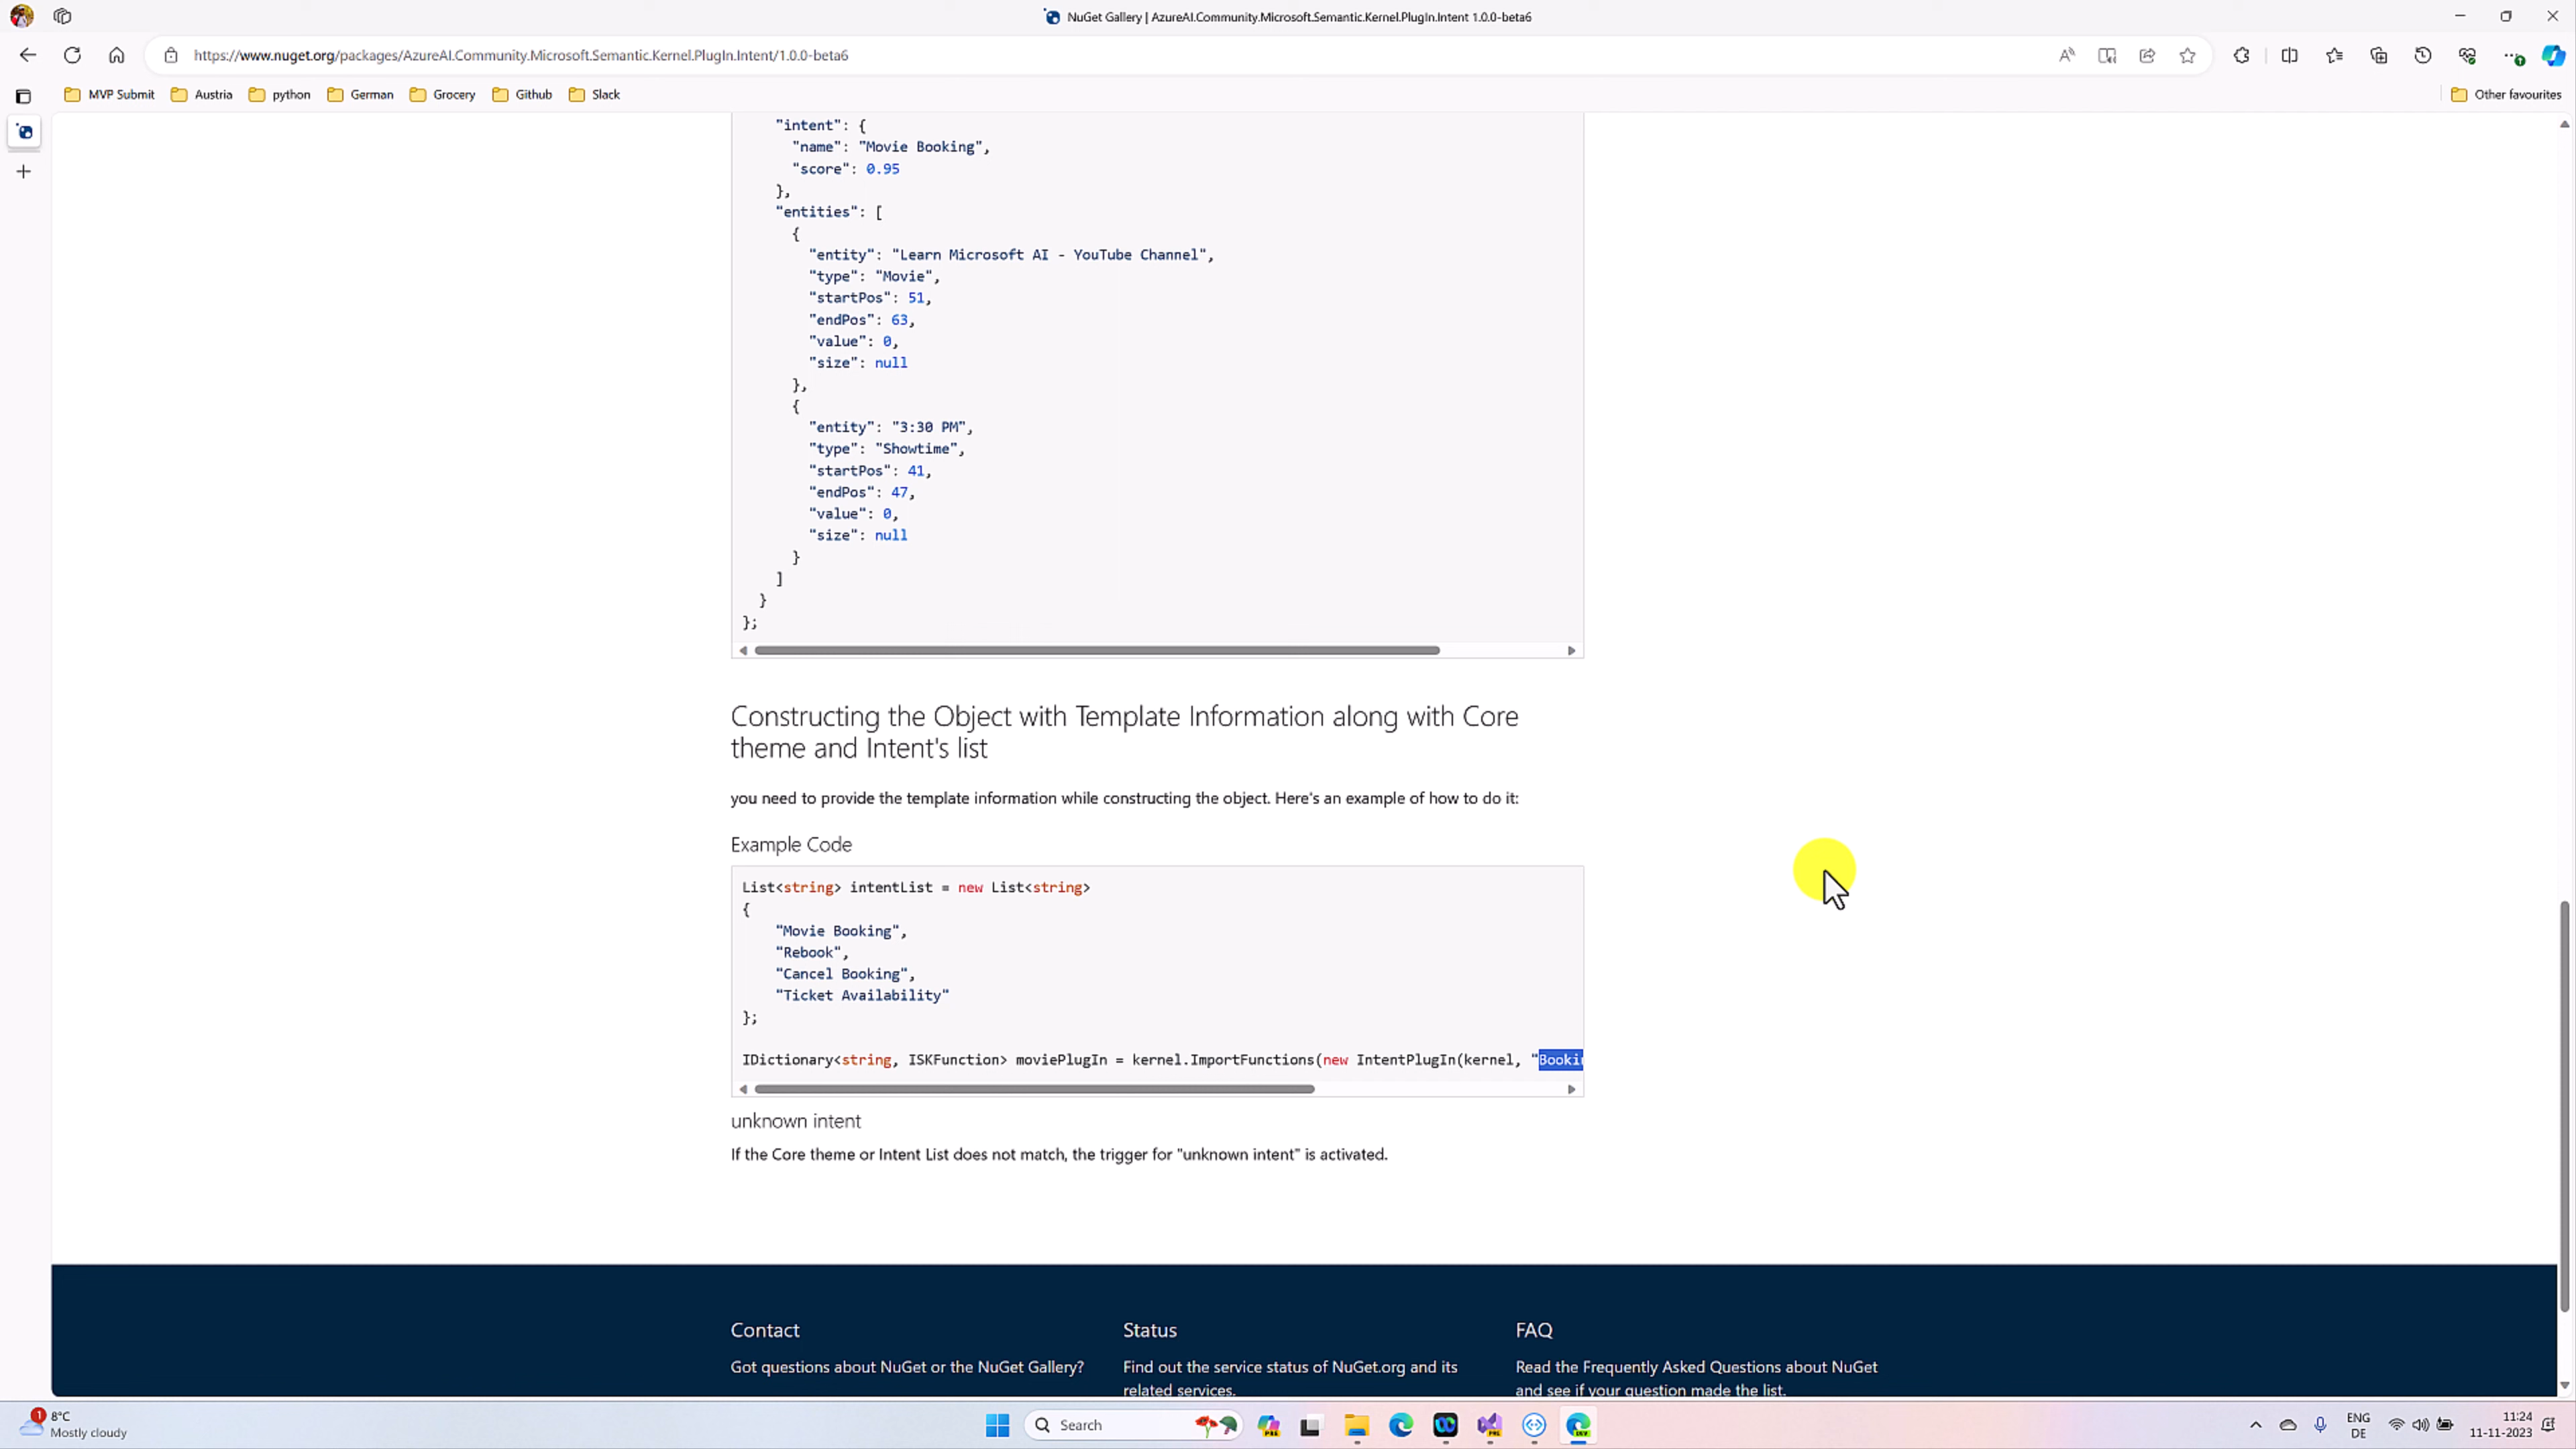 NuGet Gallery | AzureAI.Community.Microsoft.Semantic.Kernel.PlugIn.Intent 1.0.0-beta6
https://www.nuget.org/packages/AzureAI.Community.Microsoft.Semantic.Kernel.PlugIn.Intent/1.0.0-beta6
MVP Submit
Austria
python
German
Grocery
Github
Slack
Other favourites
"intent": {
"name": "Movie Booking",
"score": 0.95
},
"entities": [
{
"entity": "Learn Microsoft AI - YouTube Channel",
"type": "Movie",
"startPos": 51,
"endPos": 63,
"value": 0,
"size": null
},
{
"entity": "3:30 PM",
"type": "Showtime",
"startPos": 41,
"endPos": 47,
"value": 0,
"size": null
}
]
}
};
Constructing the Object with Template Information along with Core
theme and Intent's list
you need to provide the template information while constructing the object. Here's an example of how to do it:
Example Code
List<string> intentList = new List<string>
{
"Movie Booking",
"Rebook",
"Cancel Booking",
"Ticket Availability"
};
IDictionary<string, ISKFunction> moviePlugIn = kernel.ImportFunctions(new IntentPlugIn(kernel, "Bookin
unknown intent
If the Core theme or Intent List does not match, the trigger for "unknown intent" is activated.
Contact
Status
FAQ
Got questions about NuGet or the NuGet Gallery?
Find out the service status of NuGet.org and its
related services.
Read the Frequently Asked Questions about NuGet
and see if your question made the list.
1
8°C
Mostly cloudy
Search
ENG
DE
11:24
11-11-2023